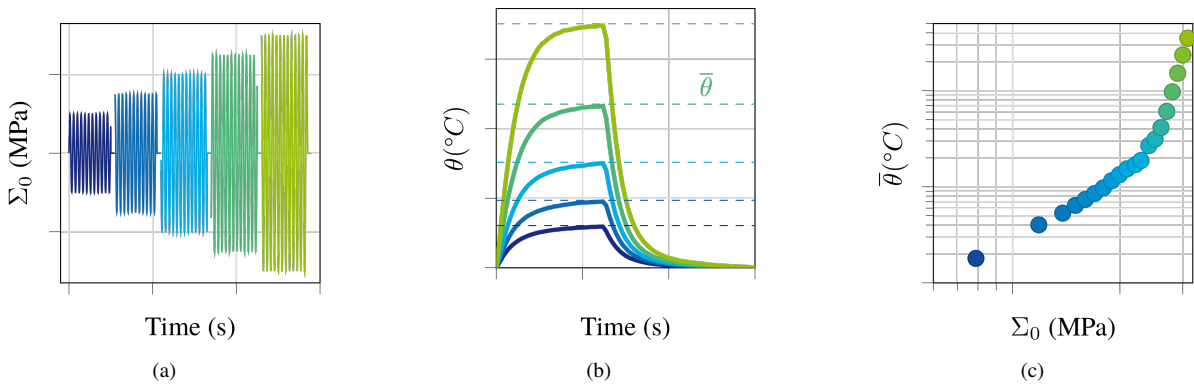 Σ₀ (MPa)
Time (s)
(a)
θ(°C)
θ̅
Time (s)
(b)
θ̅(°C)
Σ₀ (MPa)
(c)